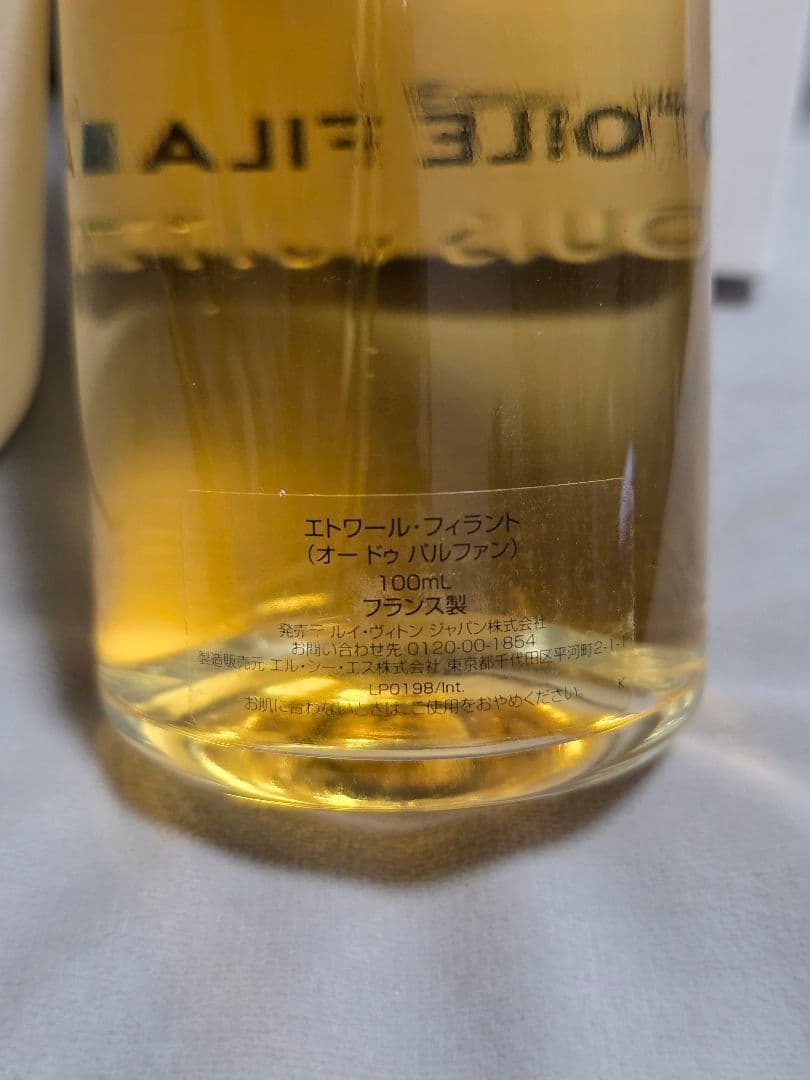 エトワール・フィラント
（オー ドゥ パルファン）
100mL
フランス製
発売元 ルイ・ヴィトン ジャパン株式会社
お問い合わせ先 0120-00-1854
製造販売元 エル・シー・エス株式会社 東京都千代田区平河町2-1-1
LP0198/Int.
K
お肌に合わないときは、ご使用をおやめください。